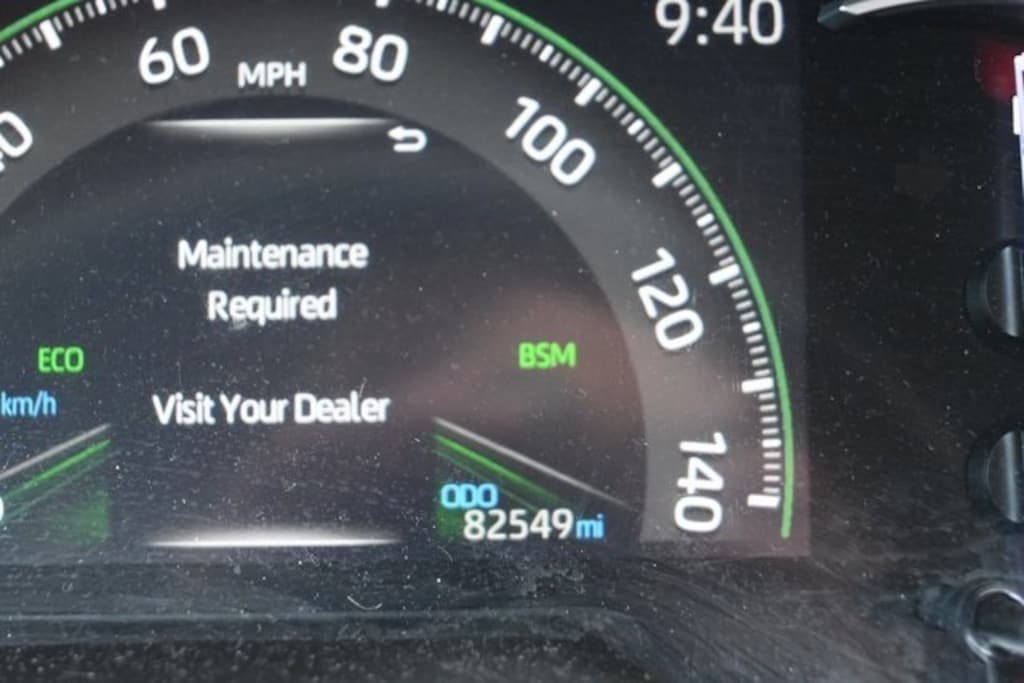 9:40
60
80
MPH
100
Maintenance
Required
120
ECO
BSM
km/h
Visit Your Dealer
140
ODO
82549 mi